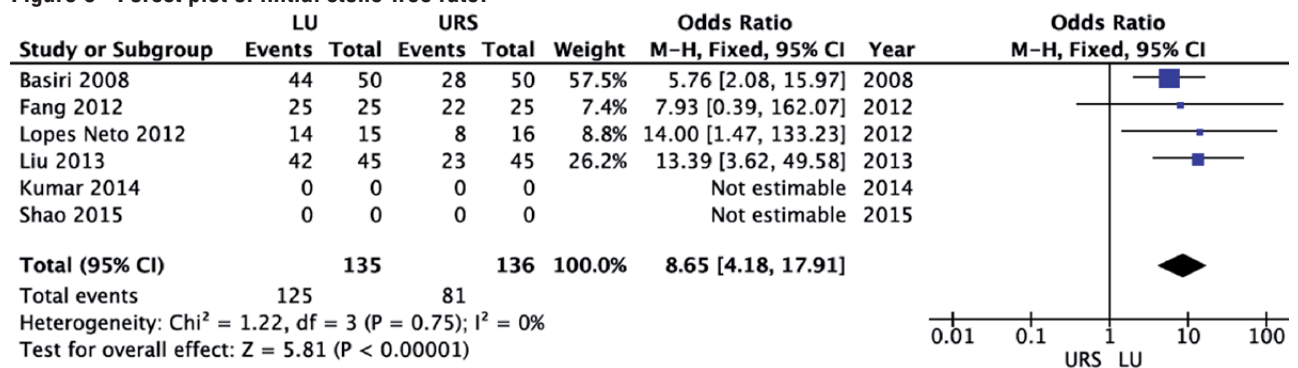 Figure 3 - Forest plot of initial stone-free rate.
LU URS Odds Ratio Odds Ratio
Study or Subgroup Events Total Events Total Weight M-H, Fixed, 95% CI Year M-H, Fixed, 95% CI
Basiri 2008 44 50 28 50 57.5% 5.76 [2.08, 15.97] 2008
Fang 2012 25 25 22 25 7.4% 7.93 [0.39, 162.07] 2012
Lopes Neto 2012 14 15 8 16 8.8% 14.00 [1.47, 133.23] 2012
Liu 2013 42 45 23 45 26.2% 13.39 [3.62, 49.58] 2013
Kumar 2014 0 0 0 0 Not estimable 2014
Shao 2015 0 0 0 0 Not estimable 2015
Total (95% CI) 135 136 100.0% 8.65 [4.18, 17.91]
Total events 125 81
Heterogeneity: Chi² = 1.22, df = 3 (P = 0.75); I² = 0%
Test for overall effect: Z = 5.81 (P < 0.00001)
0.01 0.1 1 10 100
URS LU